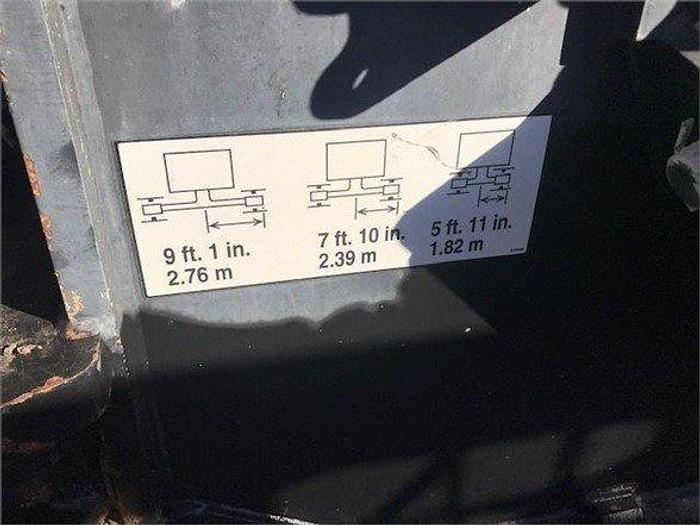 9 ft. 1 in.
2.76 m
7 ft. 10 in.
2.39 m
5 ft. 11 in.
1.82 m